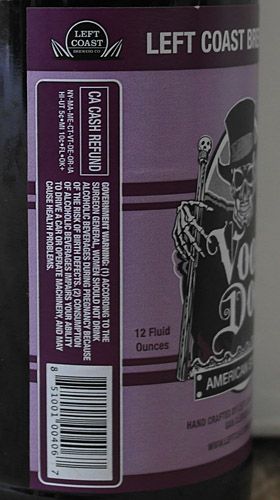 LEFT
COAST
BREWING CO.
LEFT COAST
CA CASH REFUND
NY-MA-ME-CT-VT-DE-OR-IA
HI-UT 5¢•MI 10¢•FL•OK+
GOVERNMENT WARNING: (1) ACCORDING TO THE
SURGEON GENERAL, WOMEN SHOULD NOT DRINK
ALCOHOLIC BEVERAGES DURING PREGNANCY BECAUSE
OF THE RISK OF BIRTH DEFECTS. (2) CONSUMPTION
OF ALCOHOLIC BEVERAGES IMPAIRS YOUR ABILITY
TO DRIVE A CAR OR OPERATE MACHINERY, AND MAY
CAUSE HEALTH PROBLEMS.
8 51001 00406 7
12 Fluid
Ounces
Voo
Do
AMERICAN
HAND CRAFTED
WWW.LEFTCO